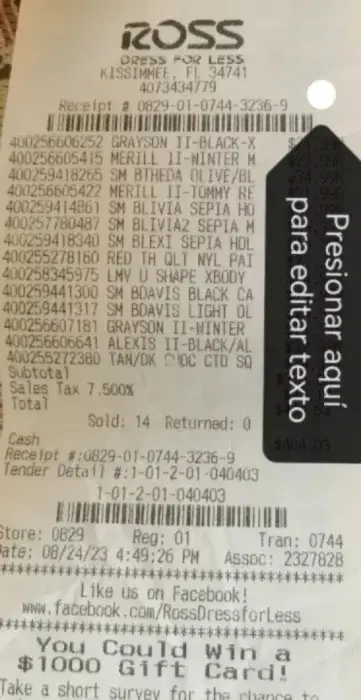 ROSS
DRESS FOR LESS
KISSIMMEE, FL 34741
4073434779
Receipt # 0829-01-0744-3236-9
400256606252 GRAYSON II-BLACK-X
400256605415 MERILL II-WINTER M
400259418265 SM BTHEDA OLIVE/BL
400256605422 MERILL II-TOMMY RE
400259414861 SM BLIVIA SEPIA HO
400257780487 SM BLIVIA2 SEPIA M
400259418340 SM BLEXI SEPIA HDL
400255278160 RED TH QLT NYL PAI
400258345975 LMV U SHAPE XBODY
400259441300 SM BDAVIS BLACK CA
400259441317 SM BDAVIS LIGHT OL
400256607181 GRAYSON II-WINTER
400256606641 ALEXIS II-BLACK/AL
400255272380 TAN/DK CHOC CTD SQ
Subtotal
Sales Tax 7.500%
Total
Sold: 14 Returned: 0
Cash
Receipt #:0829-01-0744-3236-9
Tender Detail #:1-01-2-01-040403
1-01-2-01-040403
Store: 0829 Reg: 01 Tran: 0744
Date: 08/24/23 4:49:26 PM Assoc: 2327828
************************************
Like us on Facebook!
www.facebook.com/RossDressforLess
************************************
You Could Win a
$1000 Gift Card!
Take a short survey for the chance to
Presionar aquí
para editar texto